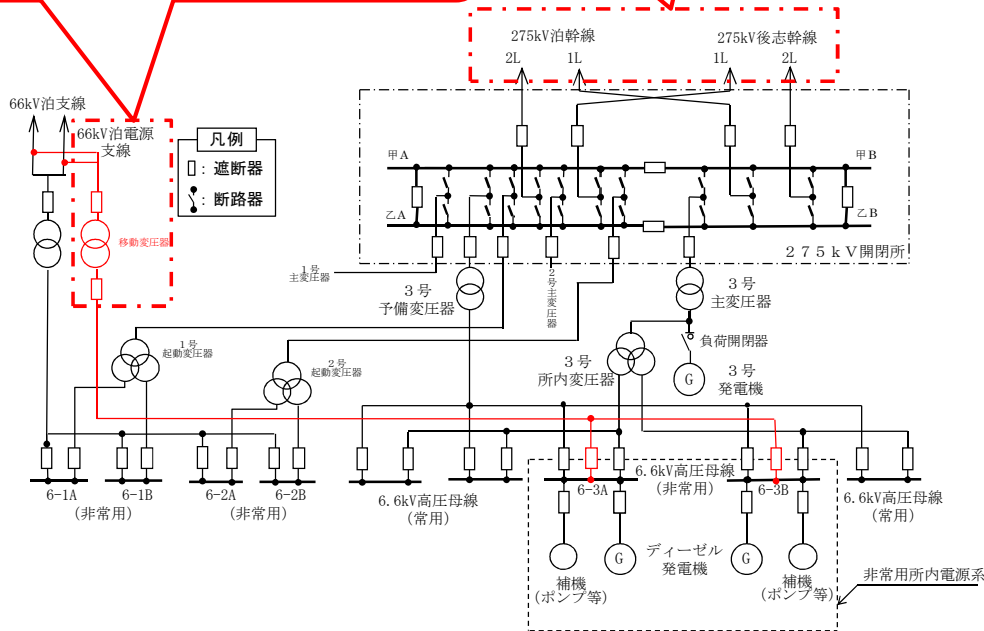 275kV泊幹線
275kV後志幹線
2L
1L
1L
2L
66kV泊支線
66kV泊電源
支線
凡例
：遮断器
：断路器
甲A
甲B
乙A
乙B
275kV開閉所
移動変圧器
1号
主変圧器
3号
予備変圧器
2号主変圧器
3号
主変圧器
1号
起動変圧器
2号
起動変圧器
3号
所内変圧器
負荷開閉器
G
3号
発電機
6-1A
6-1B
6-2A
6-2B
(非常用)
(非常用)
6.6kV高圧母線
(常用)
6-3A
6.6kV高圧母線
(非常用)
6-3B
6.6kV高圧母線
(常用)
G
ディーゼル
発電機
G
補機
(ポンプ等)
補機
(ポンプ等)
非常用所内電源系